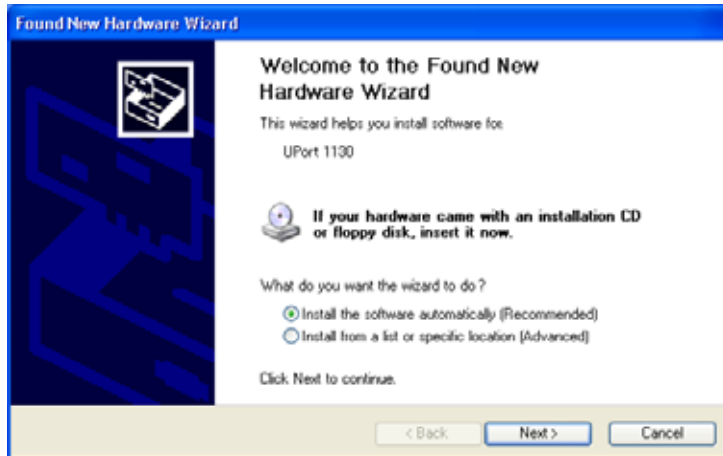 Found New Hardware Wizard
Welcome to the Found New
Hardware Wizard
This wizard helps you install software for:
UPort 1130
If your hardware came with an installation CD
or floppy disk, insert it now.
What do you want the wizard to do?
Install the software automatically (Recommended)
Install from a list or specific location (Advanced)
Click Next to continue.
< Back
Next >
Cancel